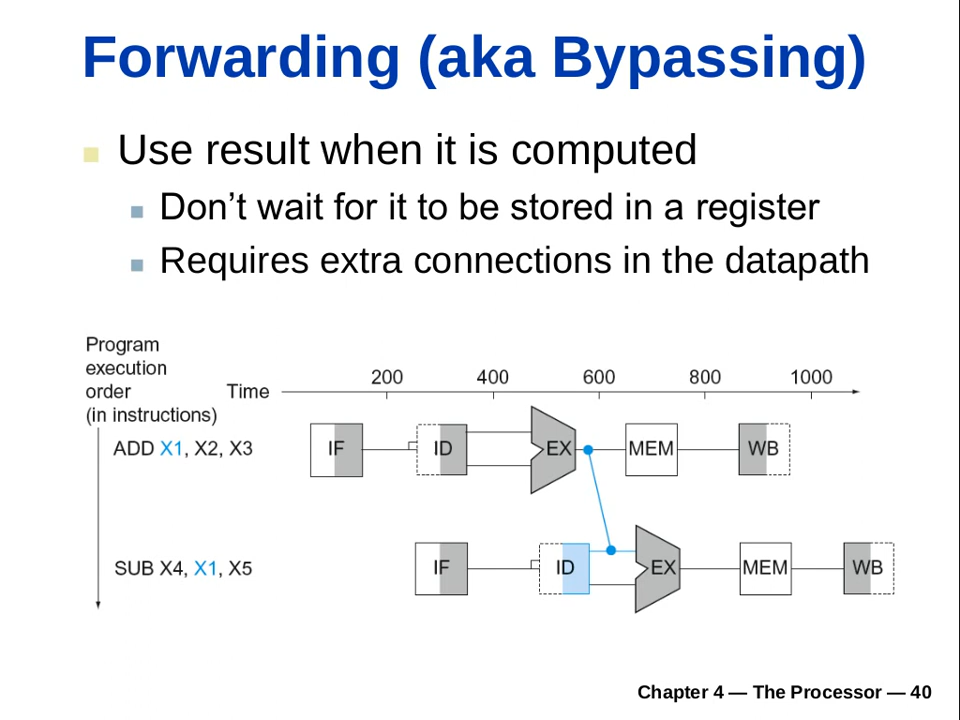 Forwarding (aka Bypassing)
Use result when it is computed
Don’t wait for it to be stored in a register
Requires extra connections in the datapath
Program
execution
order
(in instructions)
Time
200 400 600 800 1000
ADD X1, X2, X3
IF ID EX MEM WB
SUB X4, X1, X5
IF ID EX MEM WB
Chapter 4 — The Processor — 40